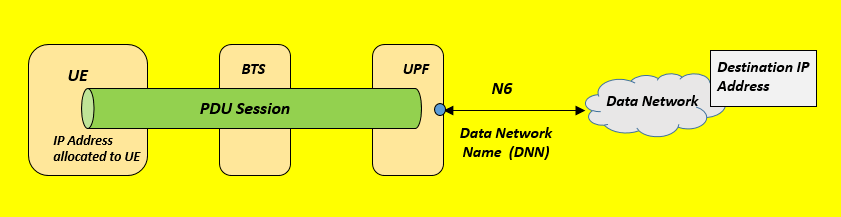 UE
BTS
UPF
PDU Session
IP Address
allocated to UE
N6
Data Network
Name (DNN)
Data Network
Destination IP
Address